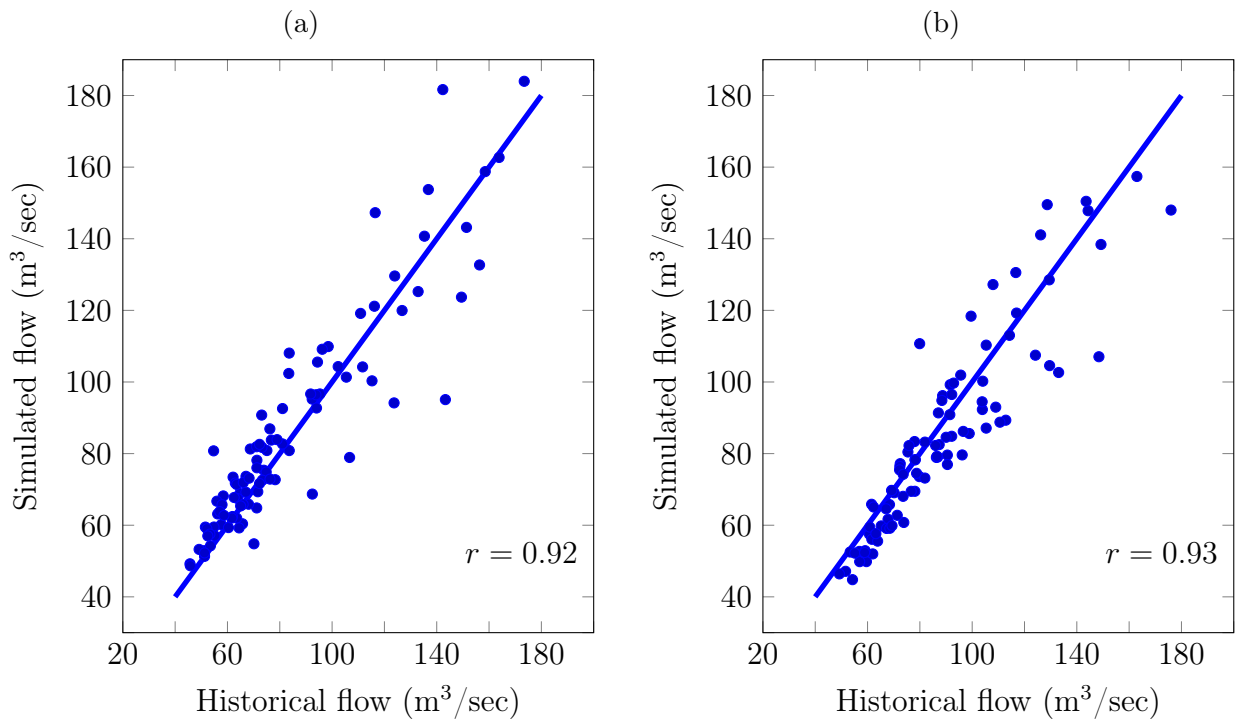 (a)
180
160
140
120
100
80
60
40
20 60 100 140 180
Simulated flow (m³/sec)
Historical flow (m³/sec)
r = 0.92
(b)
180
160
140
120
100
80
60
40
20 60 100 140 180
Simulated flow (m³/sec)
Historical flow (m³/sec)
r = 0.93